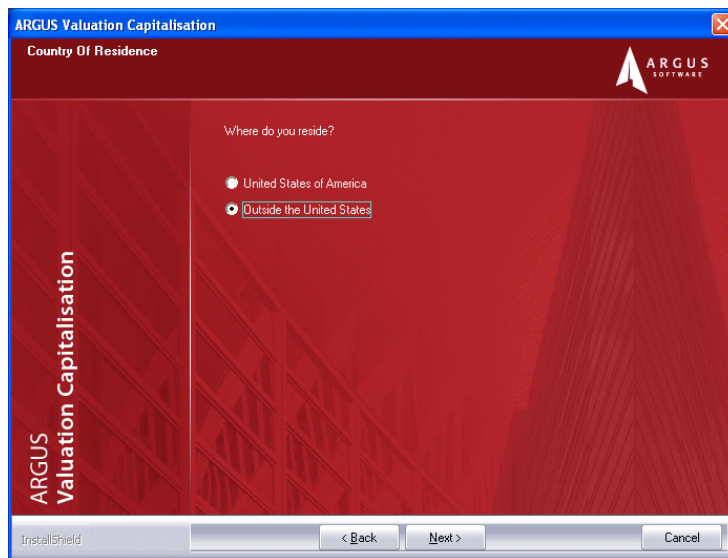 ARGUS Valuation Capitalisation
Country Of Residence
ARGUS
SOFTWARE
Where do you reside?
United States of America
Outside the United States
ARGUS
Valuation Capitalisation
InstallShield
< Back
Next >
Cancel